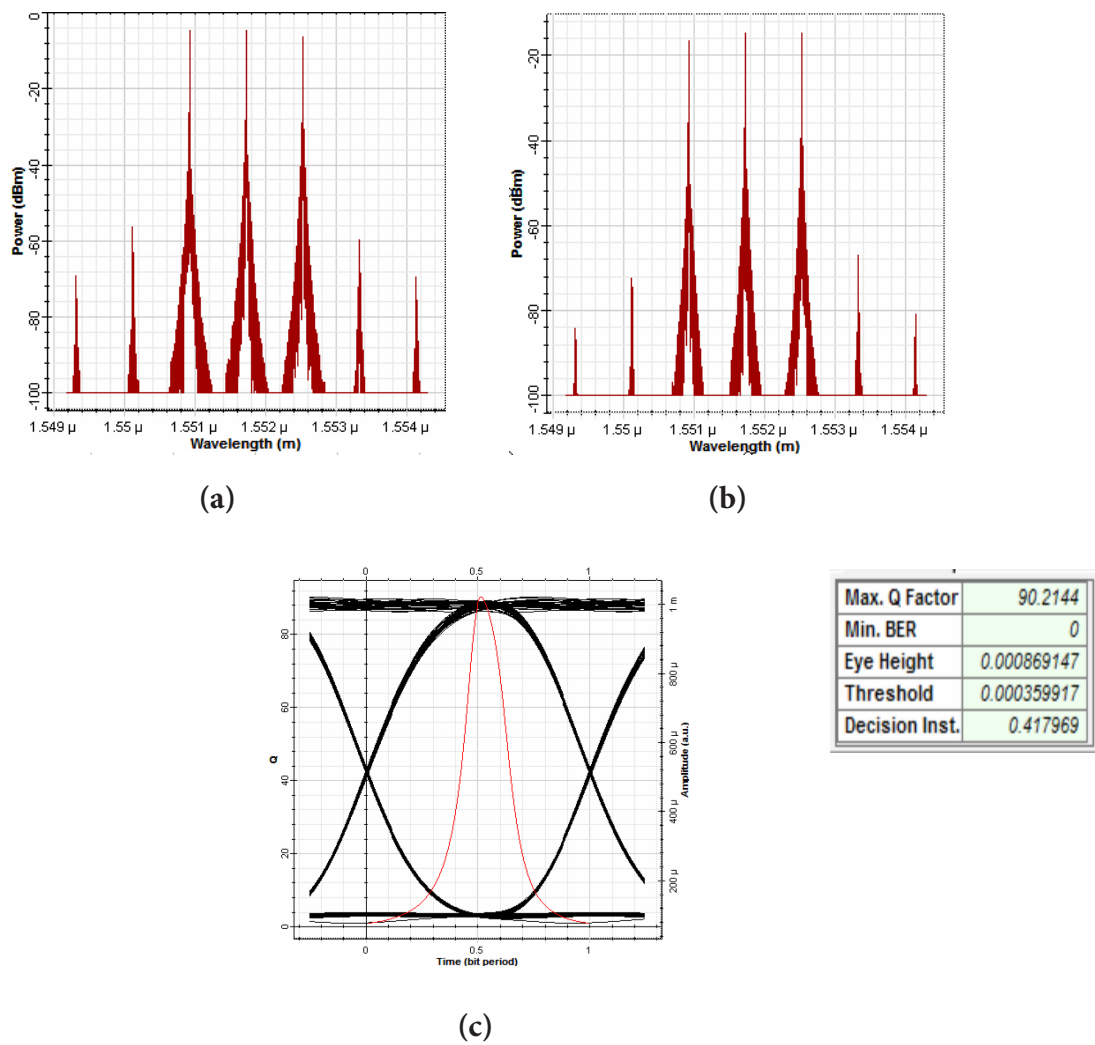 0
-20
-40
-60
-80
-100
Power (dBm)
1.549 µ 1.55 µ 1.551 µ 1.552 µ 1.553 µ 1.554 µ
Wavelength (m)
(a)
-20
-40
-60
-80
-100
Power (dBm)
1.549 µ 1.55 µ 1.551 µ 1.552 µ 1.553 µ 1.554 µ
Wavelength (m)
(b)
0 0.5 1
80
60
40
20
0
Q
1 m
800 µ
600 µ
400 µ
200 µ
Amplitude (a.u.)
0 0.5 1
Time (bit period)
(c)
Max. Q Factor 90.2144
Min. BER 0
Eye Height 0.000869147
Threshold 0.000359917
Decision Inst. 0.417969